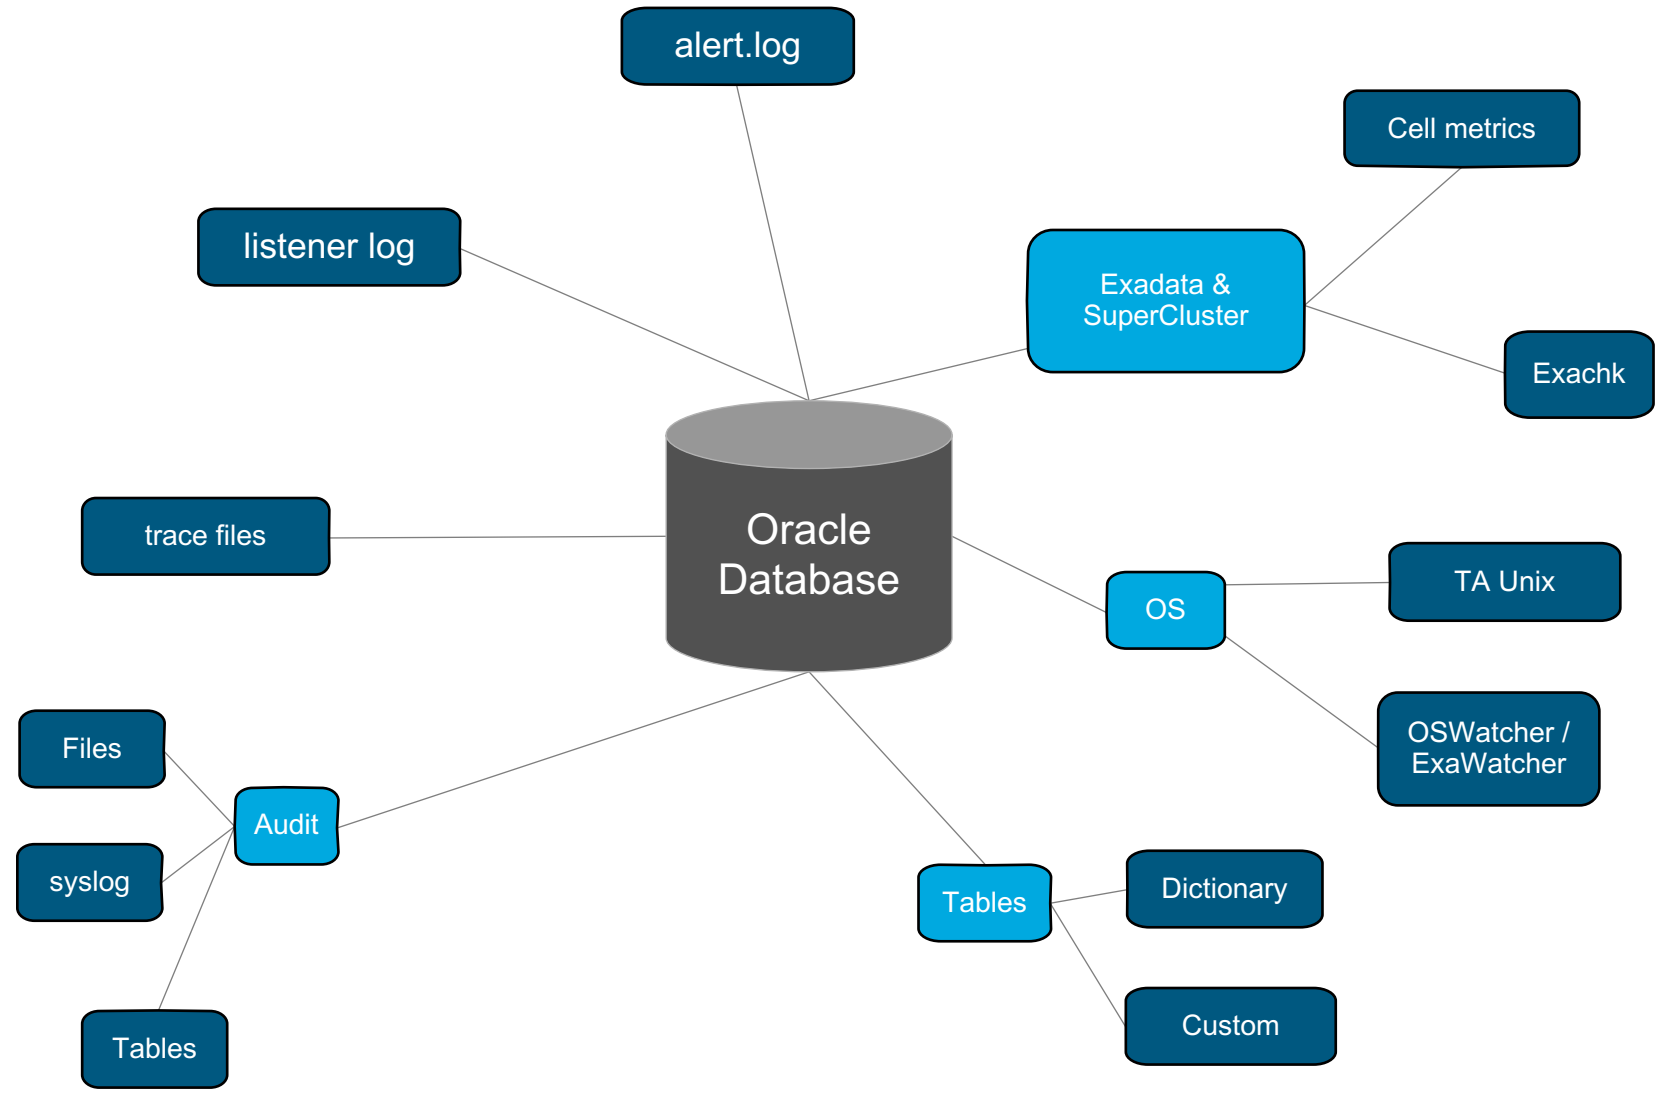 alert.log
Cell metrics
listener log
Exadata &
SuperCluster
Exachk
Oracle
Database
trace files
TA Unix
OS
OSWatcher /
ExaWatcher
Files
Audit
syslog
Tables
Tables
Dictionary
Custom